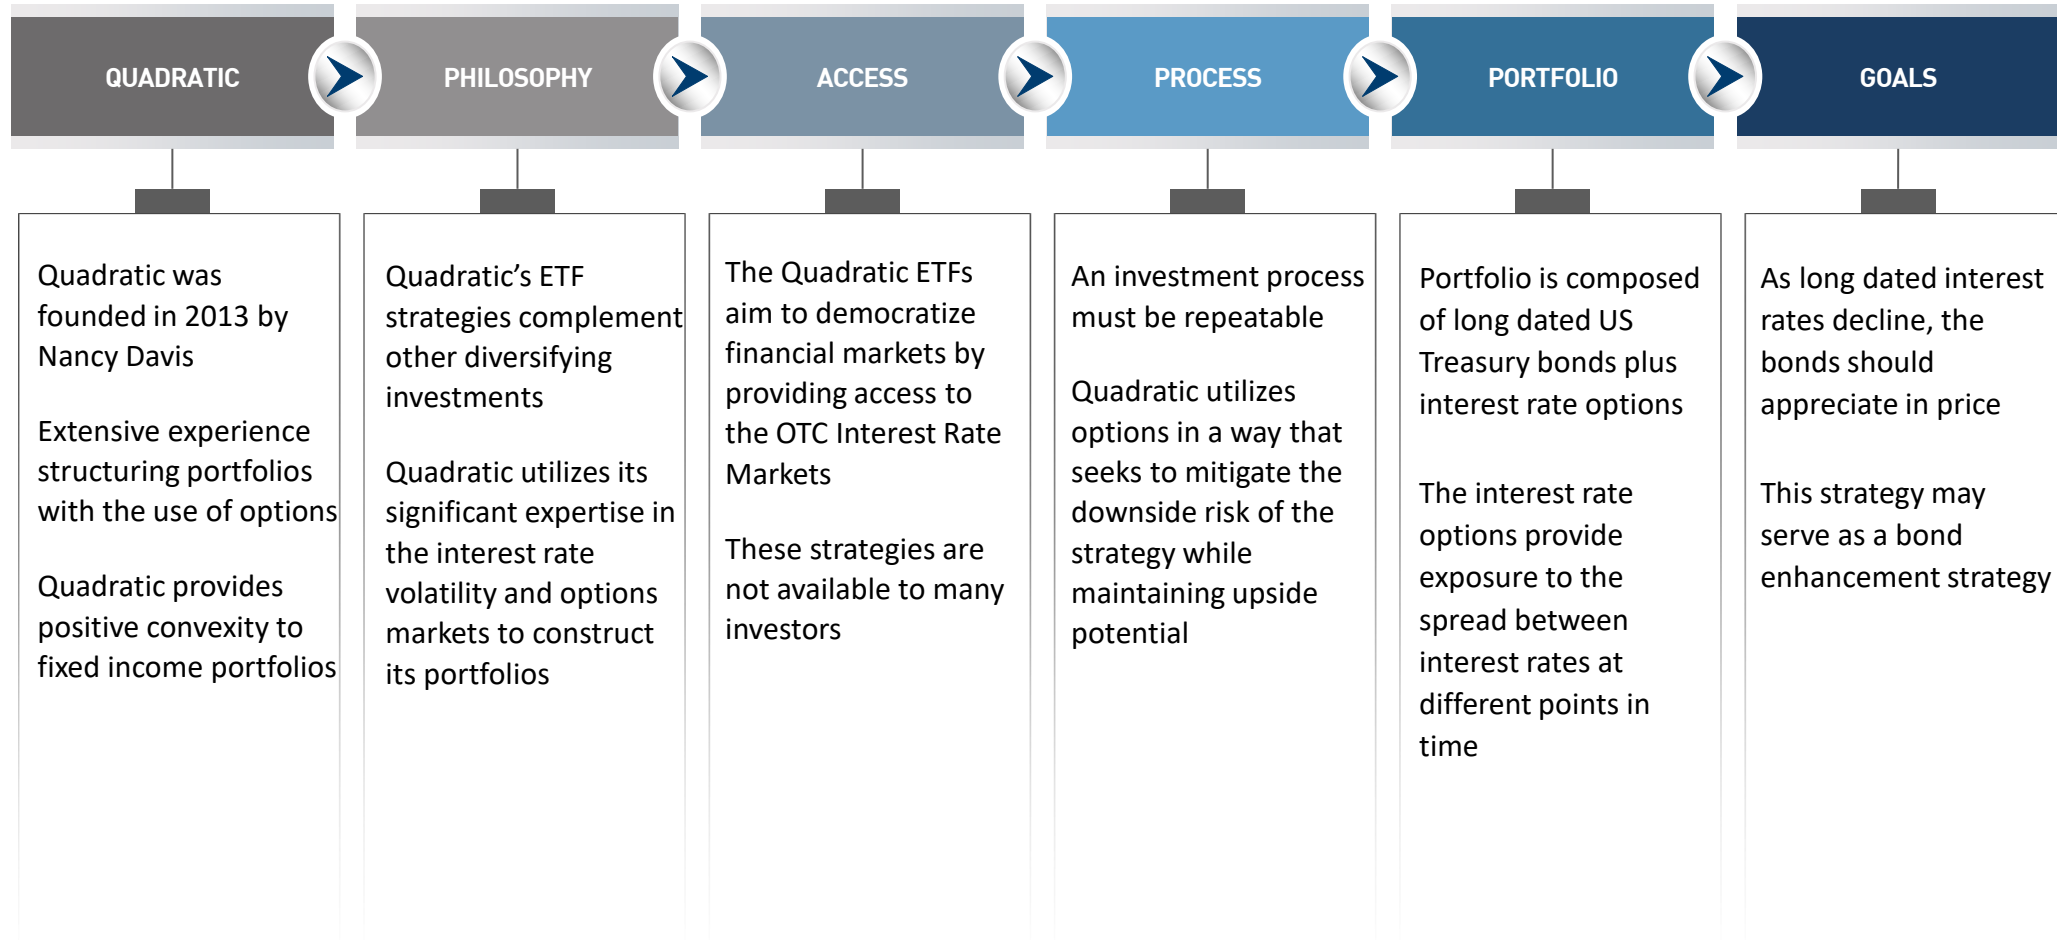 QUADRATIC
PHILOSOPHY
ACCESS
PROCESS
PORTFOLIO
GOALS
Quadratic was
founded in 2013 by
Nancy Davis
Extensive experience
structuring portfolios
with the use of options
Quadratic provides
positive convexity to
fixed income portfolios
Quadratic’s ETF
strategies complement
other diversifying
investments
Quadratic utilizes its
significant expertise in
the interest rate
volatility and options
markets to construct
its portfolios
The Quadratic ETFs
aim to democratize
financial markets by
providing access to
the OTC Interest Rate
Markets
These strategies are
not available to many
investors
An investment process
must be repeatable
Quadratic utilizes
options in a way that
seeks to mitigate the
downside risk of the
strategy while
maintaining upside
potential
Portfolio is composed
of long dated US
Treasury bonds plus
interest rate options
The interest rate
options provide
exposure to the
spread between
interest rates at
different points in
time
As long dated interest
rates decline, the
bonds should
appreciate in price
This strategy may
serve as a bond
enhancement strategy